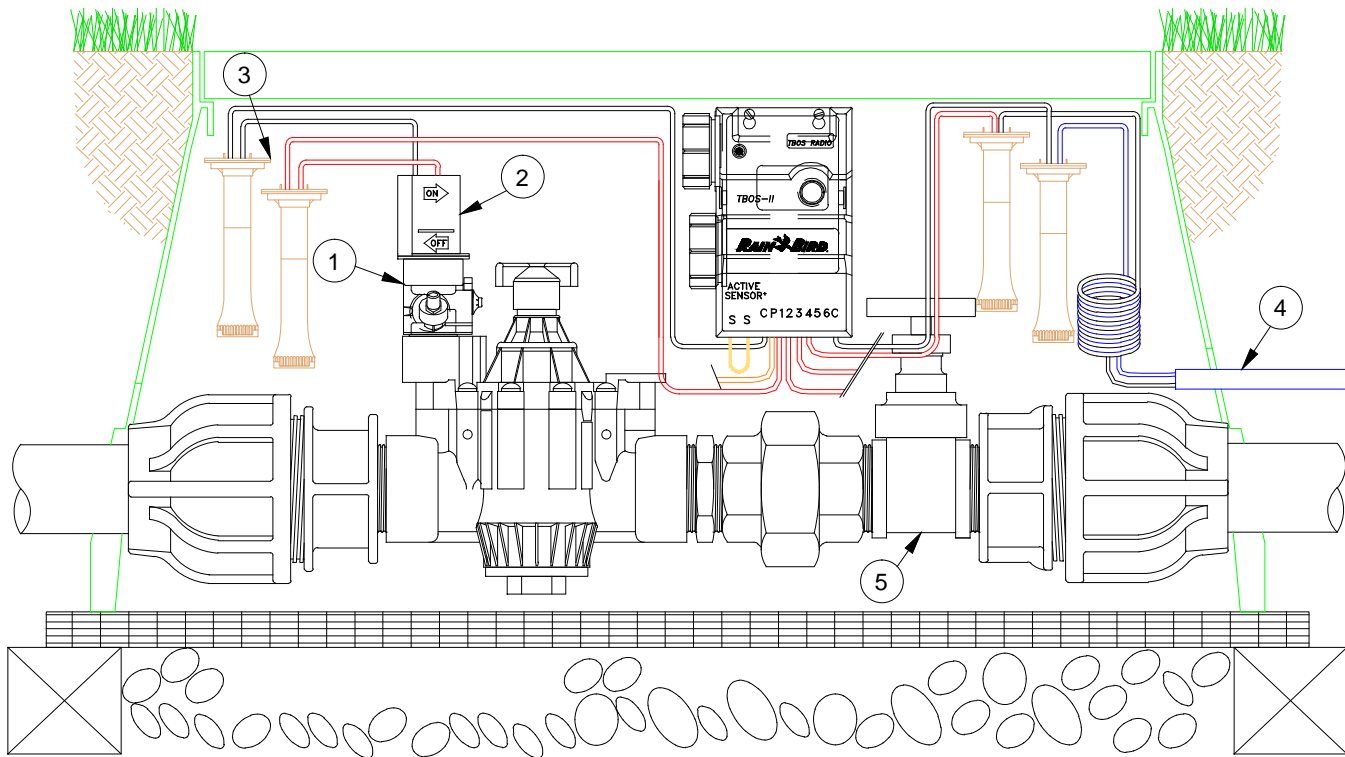 3
TBOS RADIO
2
ON
TBOS-II
OFF
RAIN BIRD
1
ACTIVE
SENSOR+
S S CP123456C
4
5